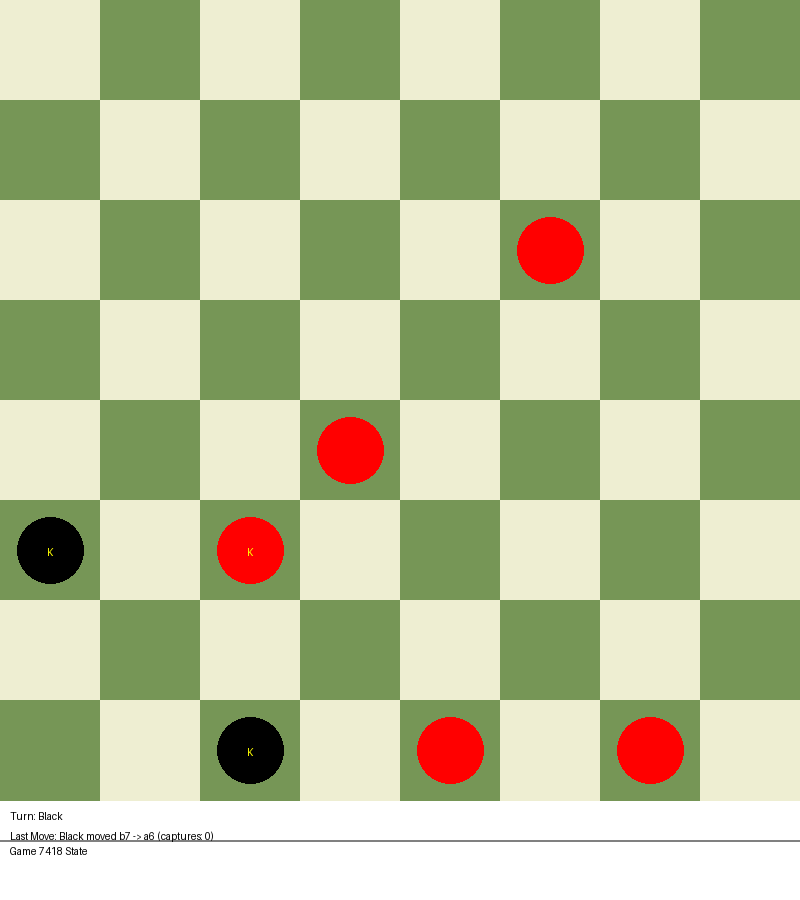 K
K
K
Turn: Black
Last Move: Black moved b7 -> a6 (captures: 0)
Game 7418 State